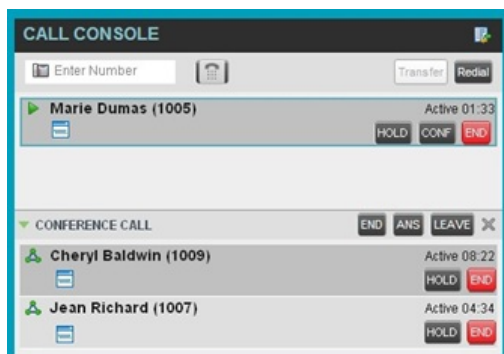 CALL CONSOLE
Enter Number Transfer Redial
Marie Dumas (1005) Active 01:33
HOLD CONF END
CONFERENCE CALL END ANS LEAVE
Cheryl Baldwin (1009) Active 08:22
HOLD END
Jean Richard (1007) Active 04:34
HOLD END